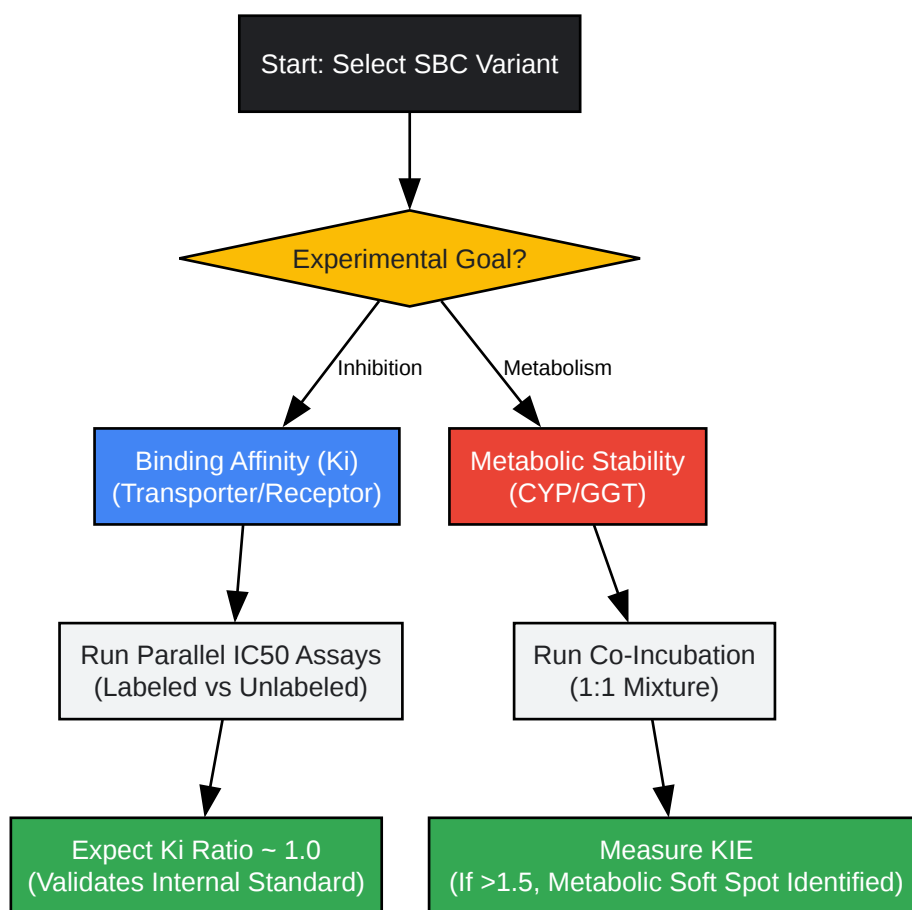 Start: Select SBC Variant
Experimental Goal?
Inhibition
Metabolism
Binding Affinity (Ki)
(Transporter/Receptor)
Metabolic Stability
(CYP/GGT)
Run Parallel IC50 Assays
(Labeled vs Unlabeled)
Run Co-Incubation
(1:1 Mixture)
Expect Ki Ratio ~ 1.0
(Validates Internal Standard)
Measure KIE
(If >1.5, Metabolic Soft Spot Identified)